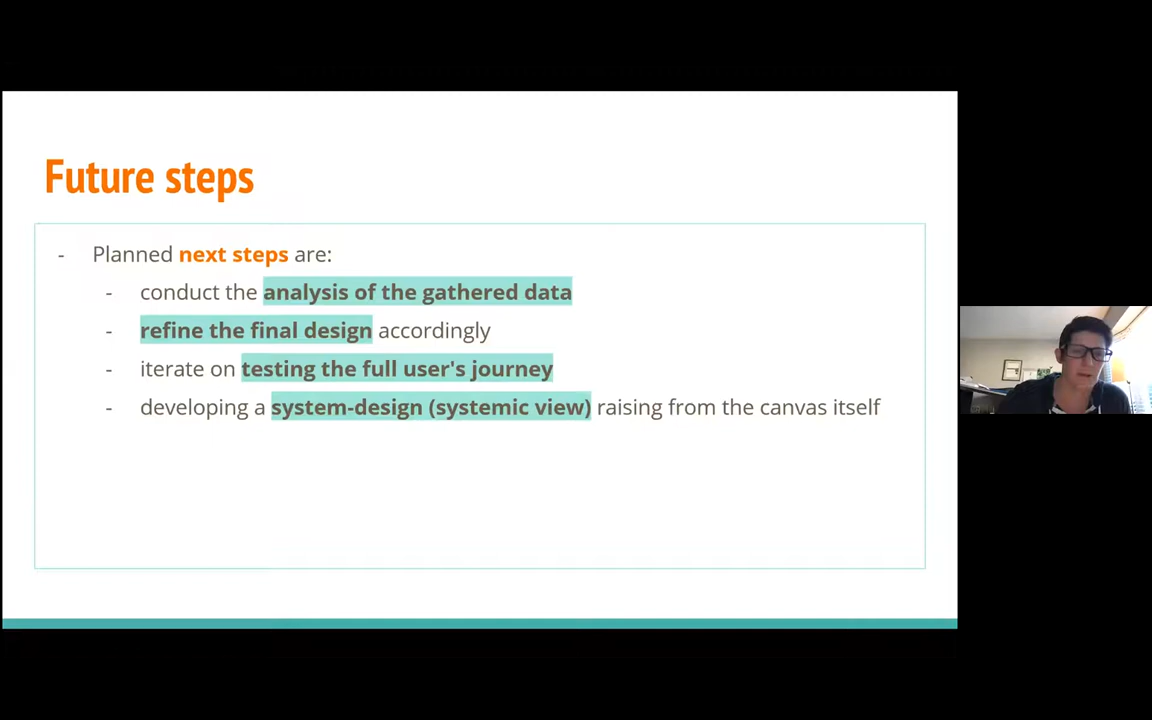 Future steps
- Planned next steps are:
- conduct the analysis of the gathered data
- refine the final design accordingly
- iterate on testing the full user's journey
- developing a system-design (systemic view) raising from the canvas itself